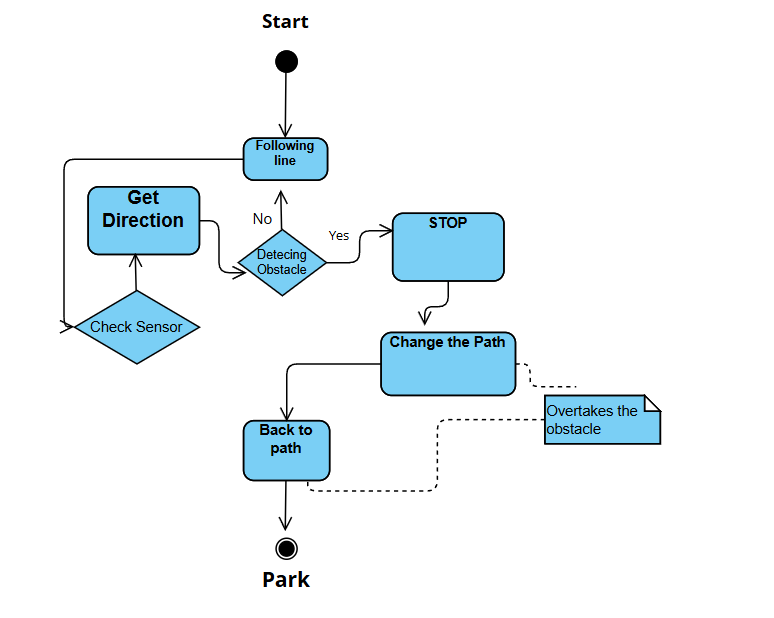 Start
Following
line
Get
Direction
No
Yes
STOP
Detecing
Obstacle
Check Sensor
Change the Path
Overtakes the
obstacle
Back to
path
Park